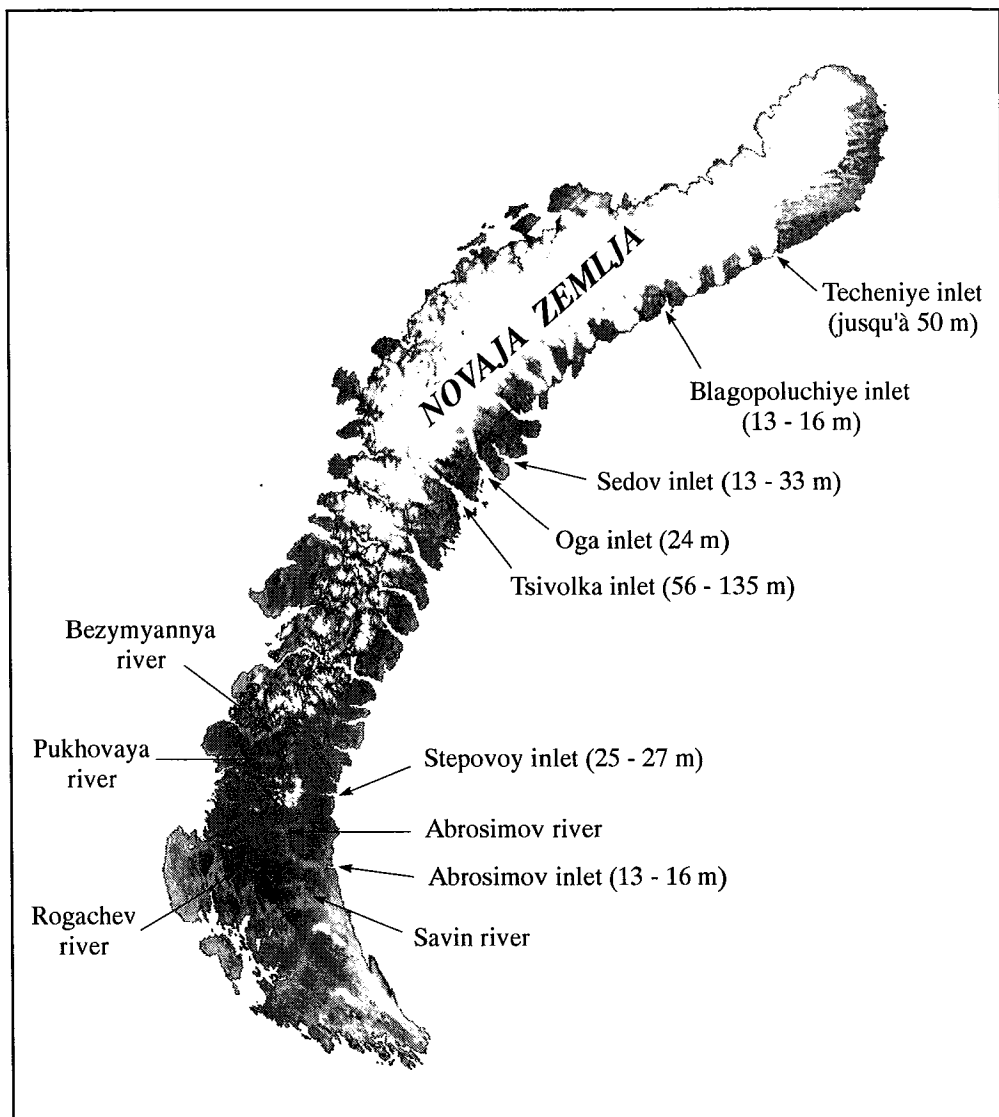 NOVAJA ZEMLJA
Techeniye inlet
(jusqu'à 50 m)
Blagopoluchiye inlet
(13 - 16 m)
Sedov inlet (13 - 33 m)
Oga inlet (24 m)
Tsivolka inlet (56 - 135 m)
Bezymyannya
river
Pukhovaya
river
Stepovoy inlet (25 - 27 m)
Abrosimov river
Abrosimov inlet (13 - 16 m)
Rogachev
river
Savin river